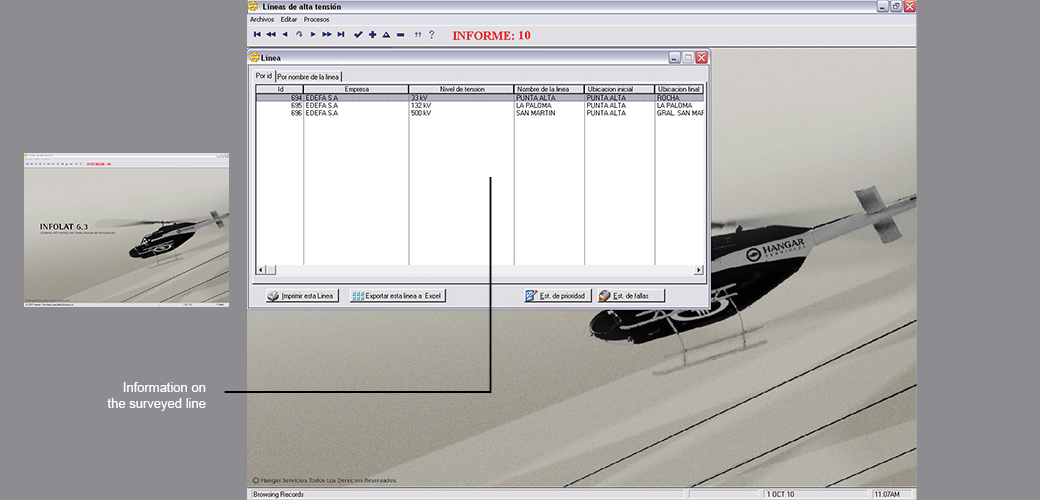 Líneas de alta tensión
Archivos Editar Procesos
INFORME: 10
Línea
Por id Por nombre de la linea
Id Empresa Nivel de tension Nombre de la línea Ubicacion inicial Ubicacion final
694 EDEFA S.A 33 kV PUNTA ALTA PUNTA ALTA ROCHA
695 EDEFA S.A 132 kV LA PALOMA PUNTA ALTA LA PALOMA
696 EDEFA S.A 500 kV SAN MARTIN PUNTA ALTA GRAL. SAN MAR
Imprimir esta Linea Exportar esta linea a Excel Est. de prioridad Est. de fallas
HANGAR
SERVICIOS
INFORME: 10
INFOLAT 6.3
Information on
the surveyed line
© Hangar Servicios. Todos Los Derechos Reservados.
Browsing Records 1 OCT 10 11:07AM